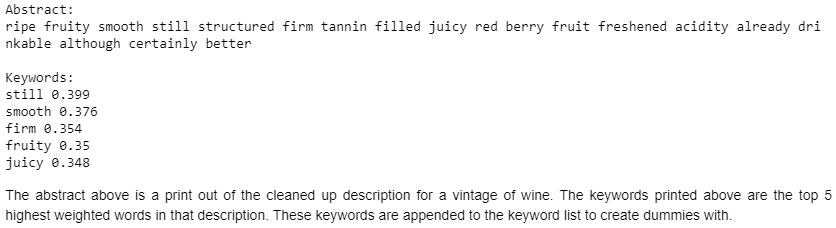 Abstract:
ripe fruity smooth still structured firm tannin filled juicy red berry fruit freshened acidity already dri
nkable although certainly better
Keywords:
still 0.399
smooth 0.376
firm 0.354
fruity 0.35
juicy 0.348
The abstract above is a print out of the cleaned up description for a vintage of wine. The keywords printed above are the top 5
highest weighted words in that description. These keywords are appended to the keyword list to create dummies with.